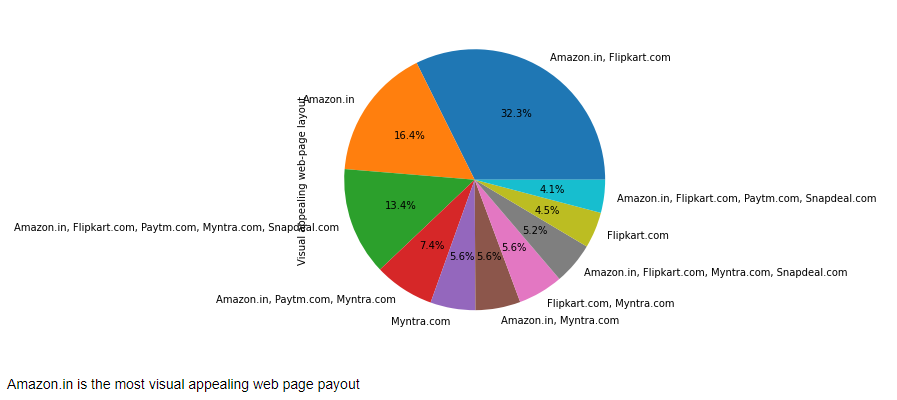 Amazon.in, Flipkart.com
32.3%
Amazon.in
16.4%
Visual appealing web-page layout
13.4%
Amazon.in, Flipkart.com, Paytm.com, Myntra.com, Snapdeal.com
7.4%
Amazon.in, Paytm.com, Myntra.com
5.6%
Myntra.com
5.6%
Amazon.in, Myntra.com
5.6%
Flipkart.com, Myntra.com
5.2%
Amazon.in, Flipkart.com, Myntra.com, Snapdeal.com
4.5%
Flipkart.com
4.1%
Amazon.in, Flipkart.com, Paytm.com, Snapdeal.com
Amazon.in is the most visual appealing web page payout